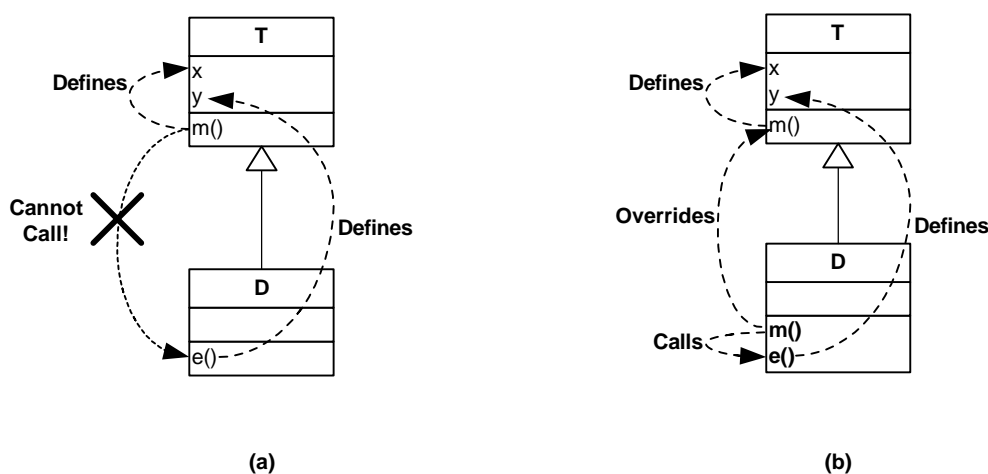 T
Defines
x
y
m()
Cannot
Call!
Defines
D
e()
(a)
T
Defines
x
y
m()
Overrides
Defines
D
Calls
m()
e()
(b)